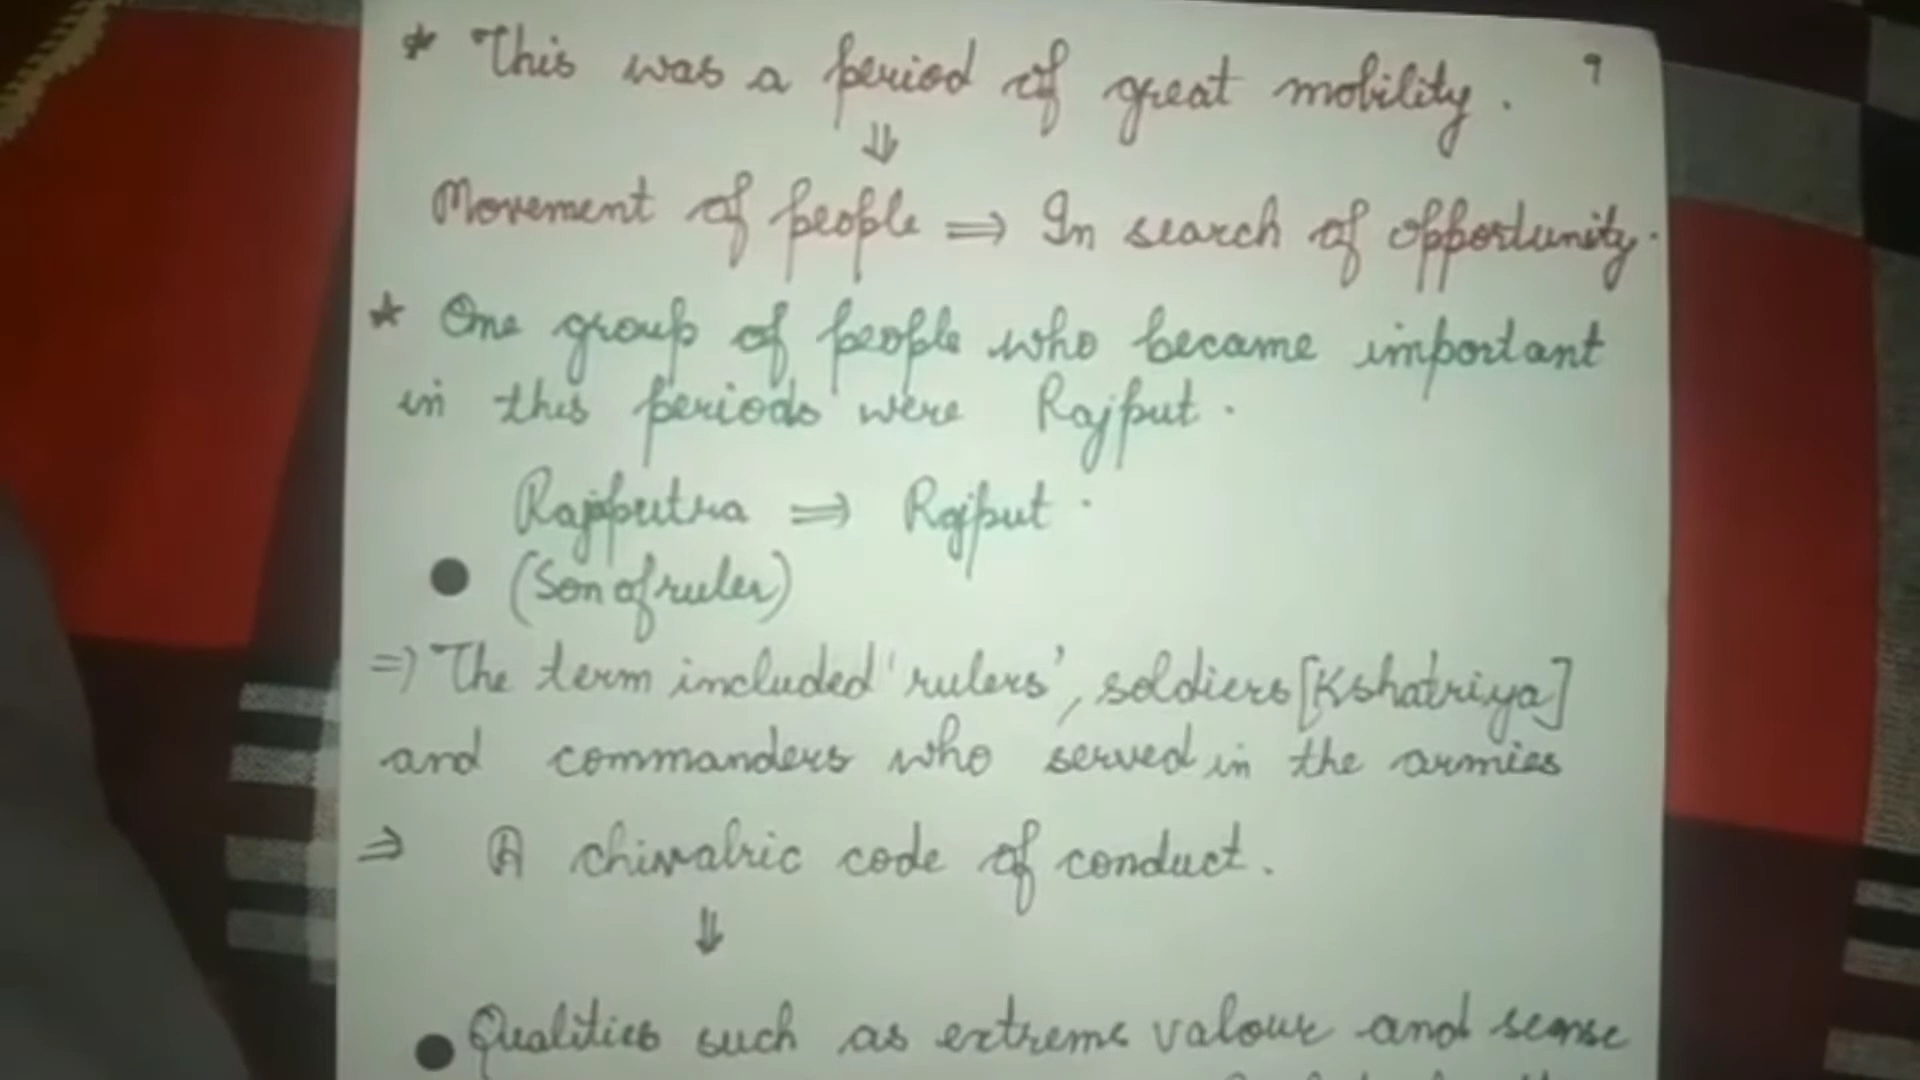 * This was a period of great mobility. 9
⇓
Movement of people ⇒ In search of opportunity.
* One group of people who became important
in this periods were Rajput.
Rajputra ⇒ Rajput.
(Son of ruler)
⇒ The term included 'rulers', soldiers [Kshatriya]
and commanders who served in the armies
⇒ A chivalric code of conduct.
⇓
● Qualities such as extreme valour and sense